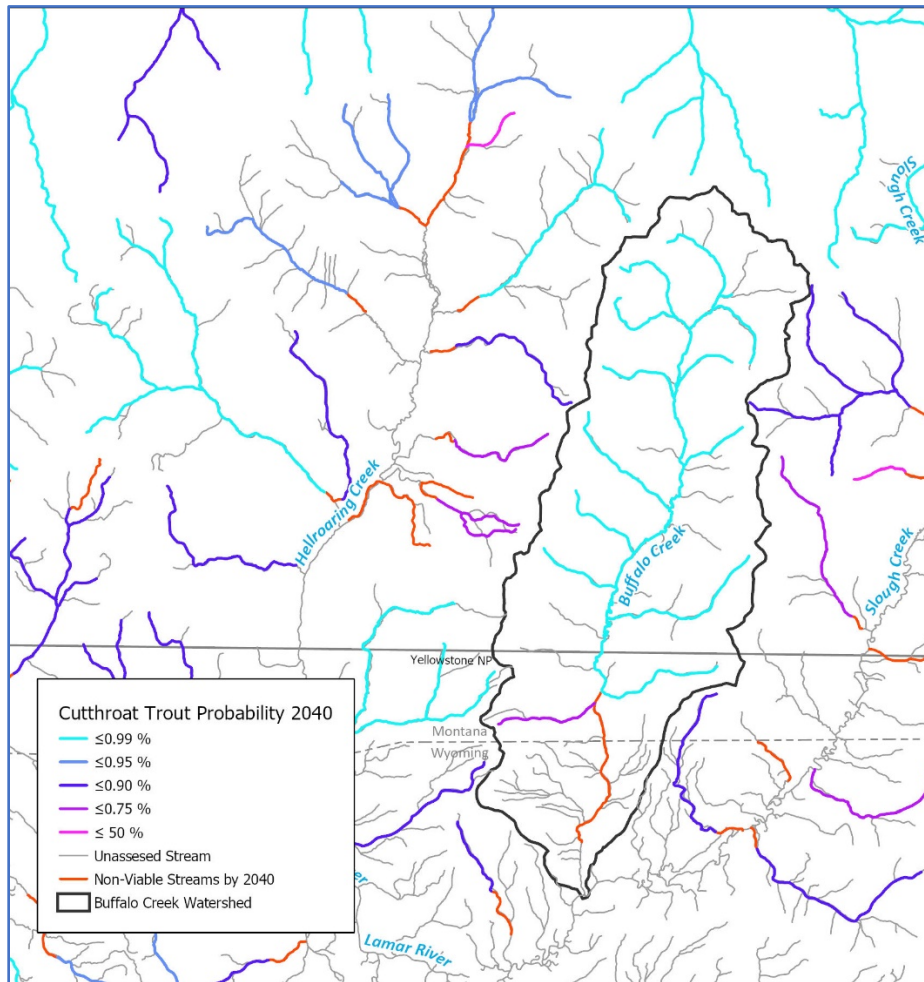 Slough Creek
Hellroaring Creek
Buffalo Creek
Slough Creek
Yellowstone NP
Montana
Wyoming
Cutthroat Trout Probability 2040
≤0.99 %
≤0.95 %
≤0.90 %
≤0.75 %
≤ 50 %
Unassesed Stream
Non-Viable Streams by 2040
Buffalo Creek Watershed
Lamar River